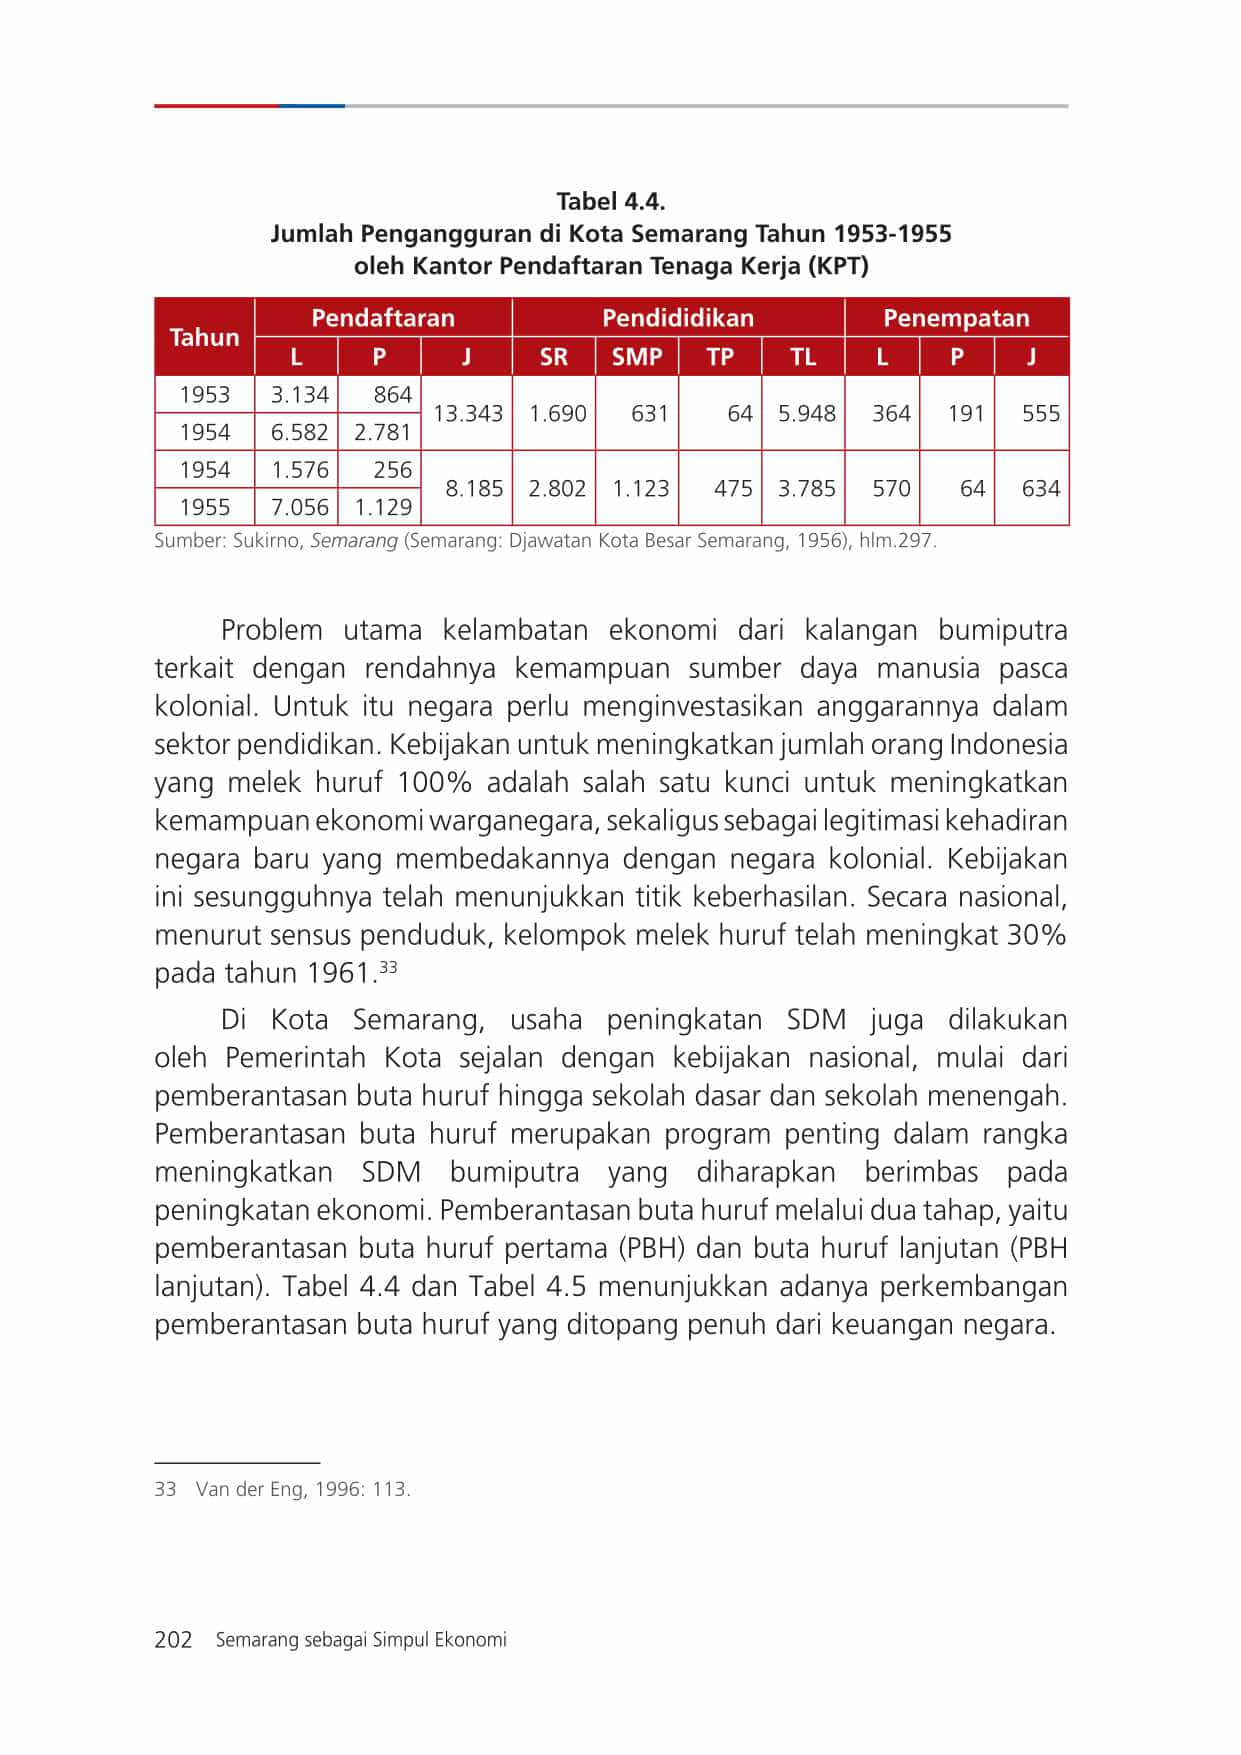 Tabel 4.4.
Jumlah Pengangguran di Kota Semarang Tahun 1953-1955
oleh Kantor Pendaftaran Tenaga Kerja (KPT)
Tahun Pendaftaran Pendididikan Penempatan
L P J SR SMP TP TL L P J
1953 3.134 864 13.343 1.690 631 64 5.948 364 191 555
1954 6.582 2.781
1954 1.576 256 8.185 2.802 1.123 475 3.785 570 64 634
1955 7.056 1.129
Sumber: Sukirno, Semarang (Semarang: Djawatan Kota Besar Semarang, 1956), hlm.297.
Problem utama kelambatan ekonomi dari kalangan bumiputra
terkait dengan rendahnya kemampuan sumber daya manusia pasca
kolonial. Untuk itu negara perlu menginvestasikan anggarannya dalam
sektor pendidikan. Kebijakan untuk meningkatkan jumlah orang Indonesia
yang melek huruf 100% adalah salah satu kunci untuk meningkatkan
kemampuan ekonomi warganegara, sekaligus sebagai legitimasi kehadiran
negara baru yang membedakannya dengan negara kolonial. Kebijakan
ini sesungguhnya telah menunjukkan titik keberhasilan. Secara nasional,
menurut sensus penduduk, kelompok melek huruf telah meningkat 30%
pada tahun 1961.33
Di Kota Semarang, usaha peningkatan SDM juga dilakukan
oleh Pemerintah Kota sejalan dengan kebijakan nasional, mulai dari
pemberantasan buta huruf hingga sekolah dasar dan sekolah menengah.
Pemberantasan buta huruf merupakan program penting dalam rangka
meningkatkan SDM bumiputra yang diharapkan berimbas pada
peningkatan ekonomi. Pemberantasan buta huruf melalui dua tahap, yaitu
pemberantasan buta huruf pertama (PBH) dan buta huruf lanjutan (PBH
lanjutan). Tabel 4.4 dan Tabel 4.5 menunjukkan adanya perkembangan
pemberantasan buta huruf yang ditopang penuh dari keuangan negara.
33 Van der Eng, 1996: 113.
202 Semarang sebagai Simpul Ekonomi